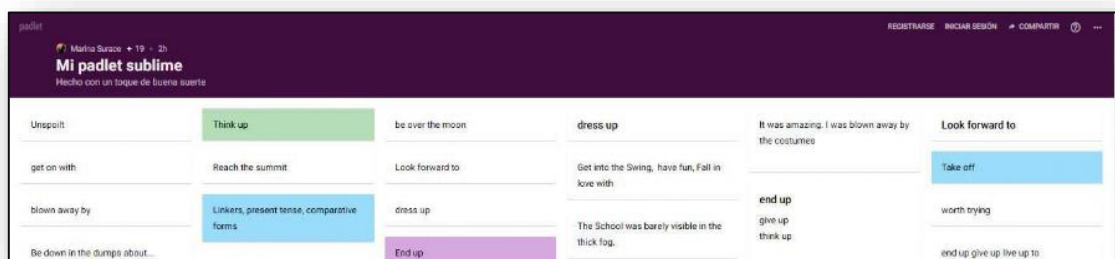 padlet
REGISTRARSE INICIAR SESIÓN COMPARTIR
Marina Surace + 19 • 2h
Mi padlet sublime
Hecho con un toque de buena suerte
Unspoilt
get on with
blown away by
Be down in the dumps about...
Think up
Reach the summit
Linkers, present tense, comparative
forms
be over the moon
Look forward to
dress up
End up
dress up
Get into the Swing, have fun, Fall in
love with
The School was barely visible in the
thick fog.
It was amazing. I was blown away by
the costumes
end up
give up
think up
Look forward to
Take off
worth trying
end up give up live up to